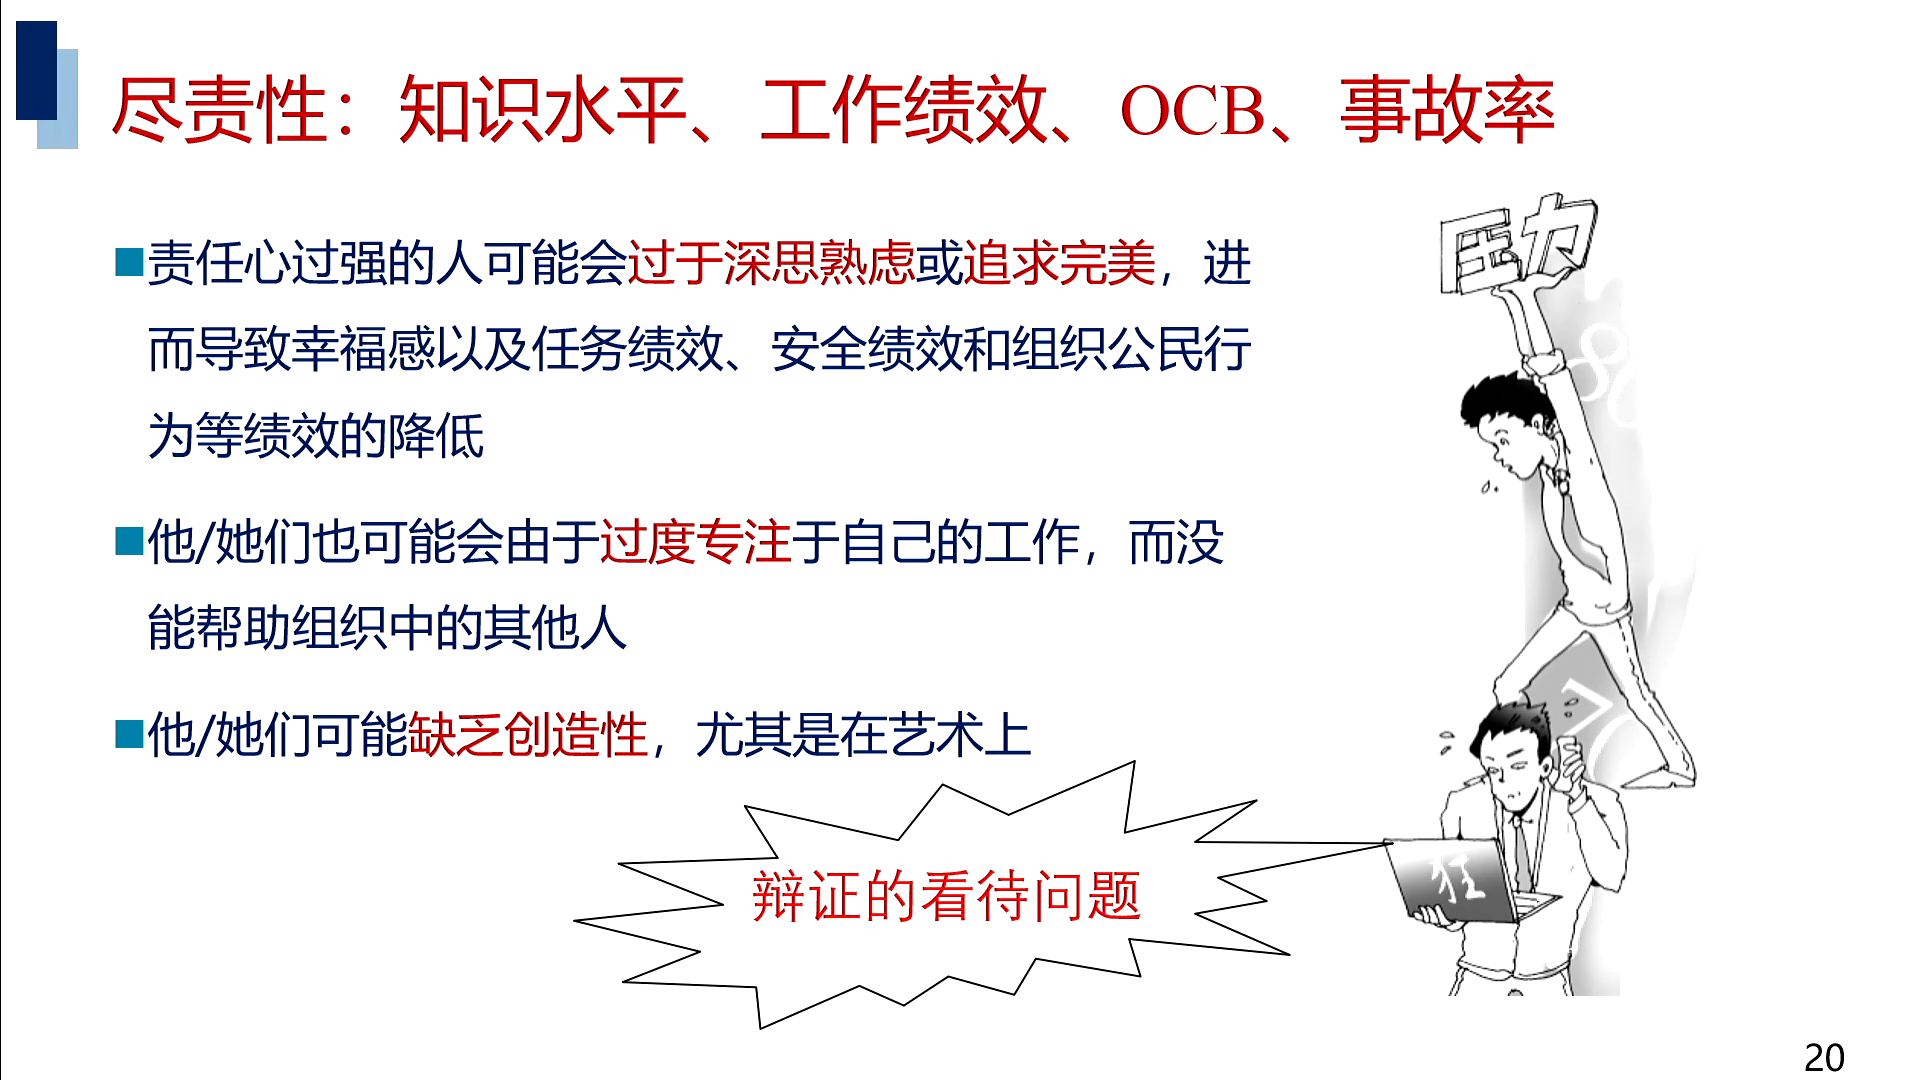 尽责性：知识水平、工作绩效、OCB、事故率
责任心过强的人可能会过于深思熟虑或追求完美，进
而导致幸福感以及任务绩效、安全绩效和组织公民行
为等绩效的降低
他/她们也可能会由于过度专注于自己的工作，而没
能帮助组织中的其他人
他/她们可能缺乏创造性，尤其是在艺术上
辩证的看待问题
狂
20